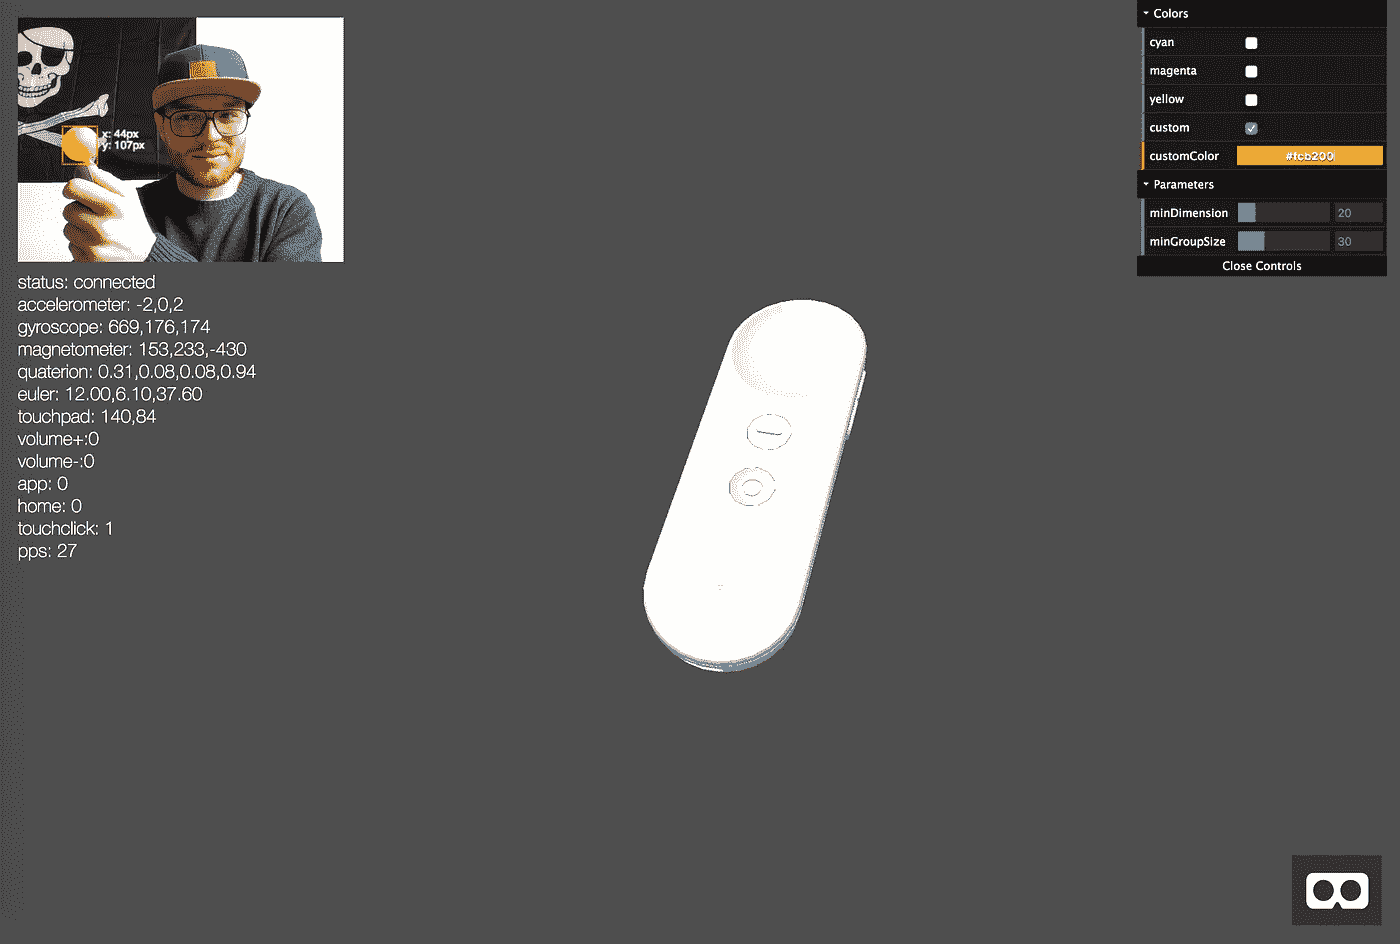 x: 44px
y: 107px
status: connected
accelerometer: -2,0,2
gyroscope: 669,176,174
magnetometer: 153,233,-430
quaterion: 0.31,0.08,0.08,0.94
euler: 12.00,6.10,37.60
touchpad: 140,84
volume+:0
volume-:0
app: 0
home: 0
touchclick: 1
pps: 27
Colors
cyan
magenta
yellow
custom
customColor #fcb200
Parameters
minDimension 20
minGroupSize 30
Close Controls